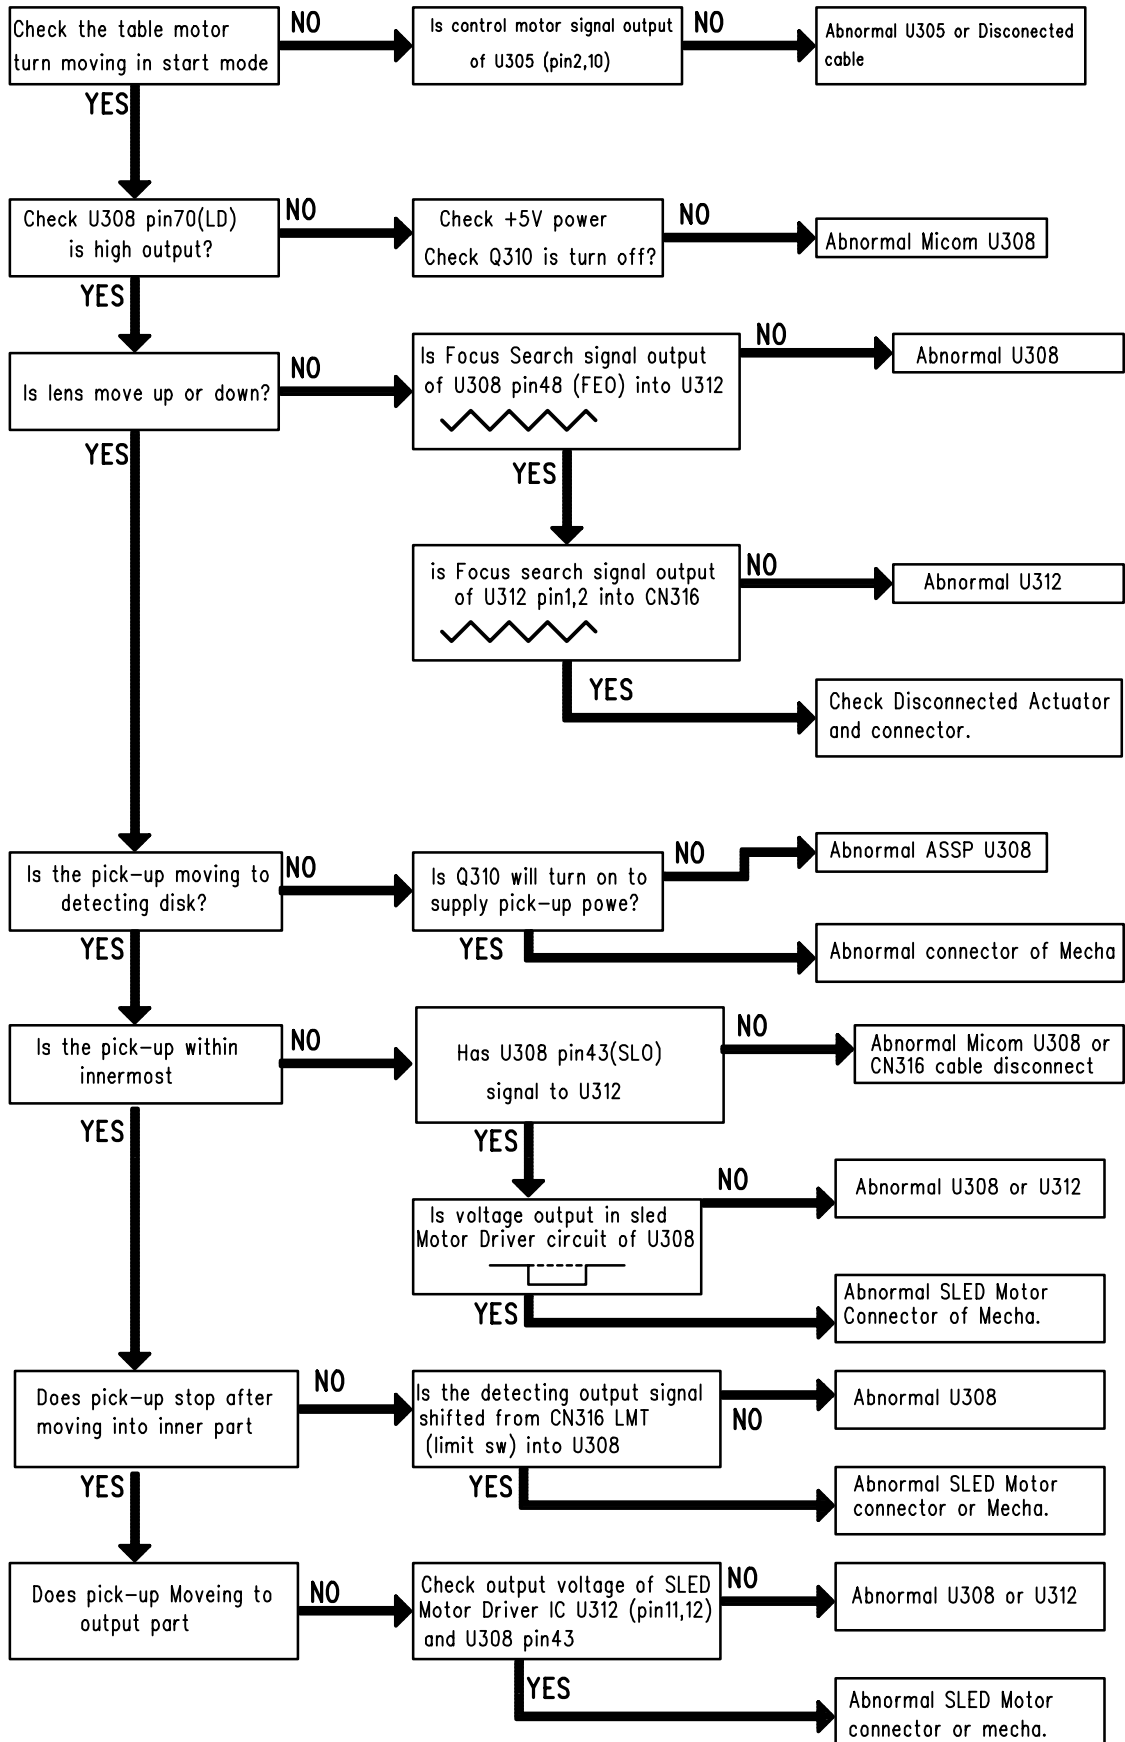 Check the table motor
turn moving in start mode
NO
Is control motor signal output
of U305 (pin2,10)
NO
Abnormal U305 or Disconected
cable
YES
Check U308 pin70(LD)
is high output?
NO
Check +5V power
Check Q310 is turn off?
NO
Abnormal Micom U308
YES
Is lens move up or down?
NO
Is Focus Search signal output
of U308 pin48 (FEO) into U312
NO
Abnormal U308
YES
YES
is Focus search signal output
of U312 pin1,2 into CN316
NO
Abnormal U312
YES
Check Disconnected Actuator
and connector.
Is the pick-up moving to
detecting disk?
NO
Is Q310 will turn on to
supply pick-up powe?
NO
Abnormal ASSP U308
YES
YES
Abnormal connector of Mecha
Is the pick-up within
innermost
NO
Has U308 pin43(SLO)
signal to U312
NO
Abnormal Micom U308 or
CN316 cable disconnect
YES
YES
Is voltage output in sled
Motor Driver circuit of U308
NO
Abnormal U308 or U312
YES
Abnormal SLED Motor
Connector of Mecha.
Does pick-up stop after
moving into inner part
NO
Is the detecting output signal
shifted from CN316 LMT
(limit sw) into U308
NO
Abnormal U308
YES
YES
Abnormal SLED Motor
connector or Mecha.
Does pick-up Moveing to
output part
NO
Check output voltage of SLED
Motor Driver IC U312 (pin11,12)
and U308 pin43
NO
Abnormal U308 or U312
YES
Abnormal SLED Motor
connector or mecha.